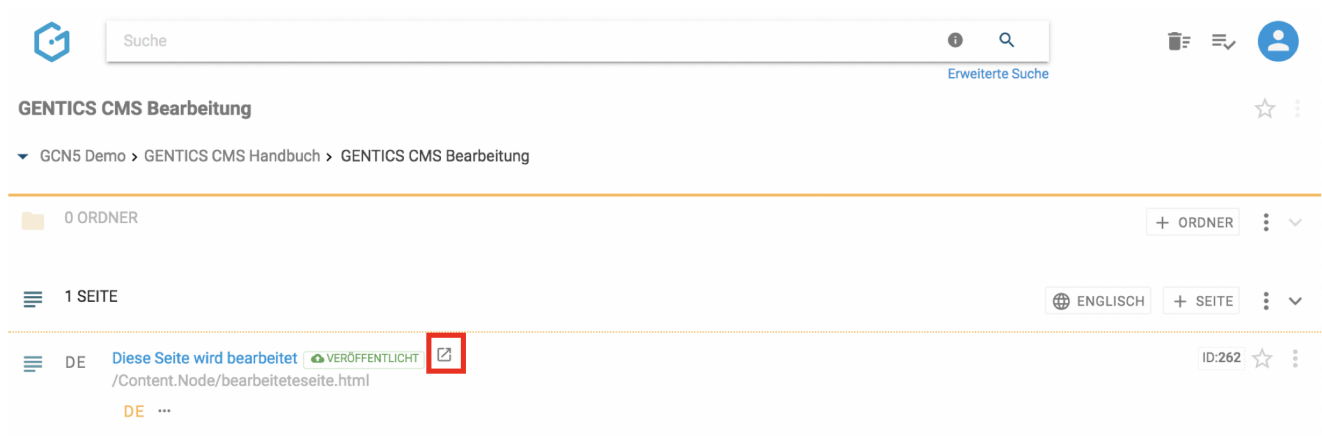 Suche
Erweiterte Suche
GENTICS CMS Bearbeitung
GCN5 Demo > GENTICS CMS Handbuch > GENTICS CMS Bearbeitung
0 ORDNER + ORDNER
1 SEITE ENGLISCH + SEITE
DE Diese Seite wird bearbeitet VERÖFFENTLICHT ID:262
/Content.Node/bearbeiteteseite.html
DE ...